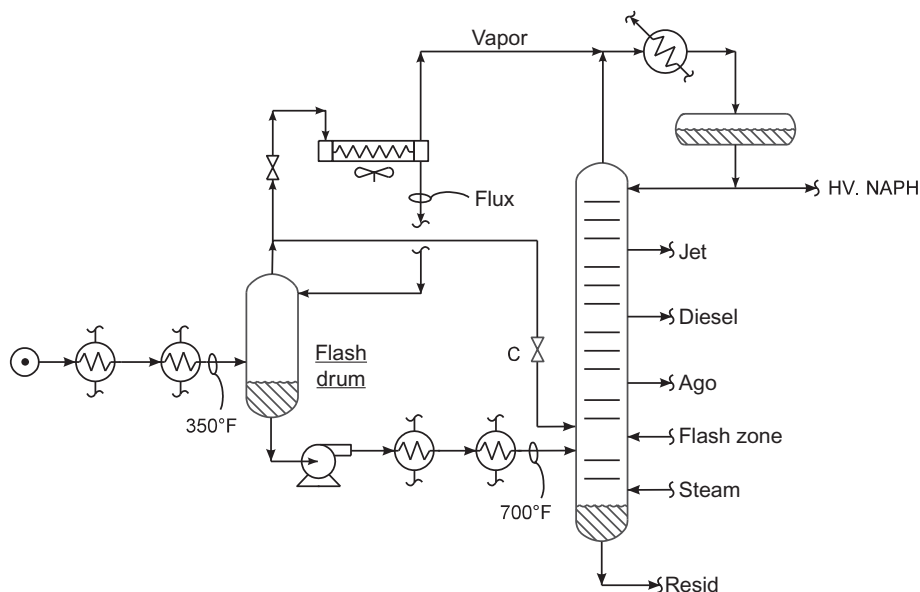 Vapor
Flux
HV. NAPH
Jet
Flash
drum
Diesel
C
Ago
350°F
Flash zone
Steam
700°F
Resid